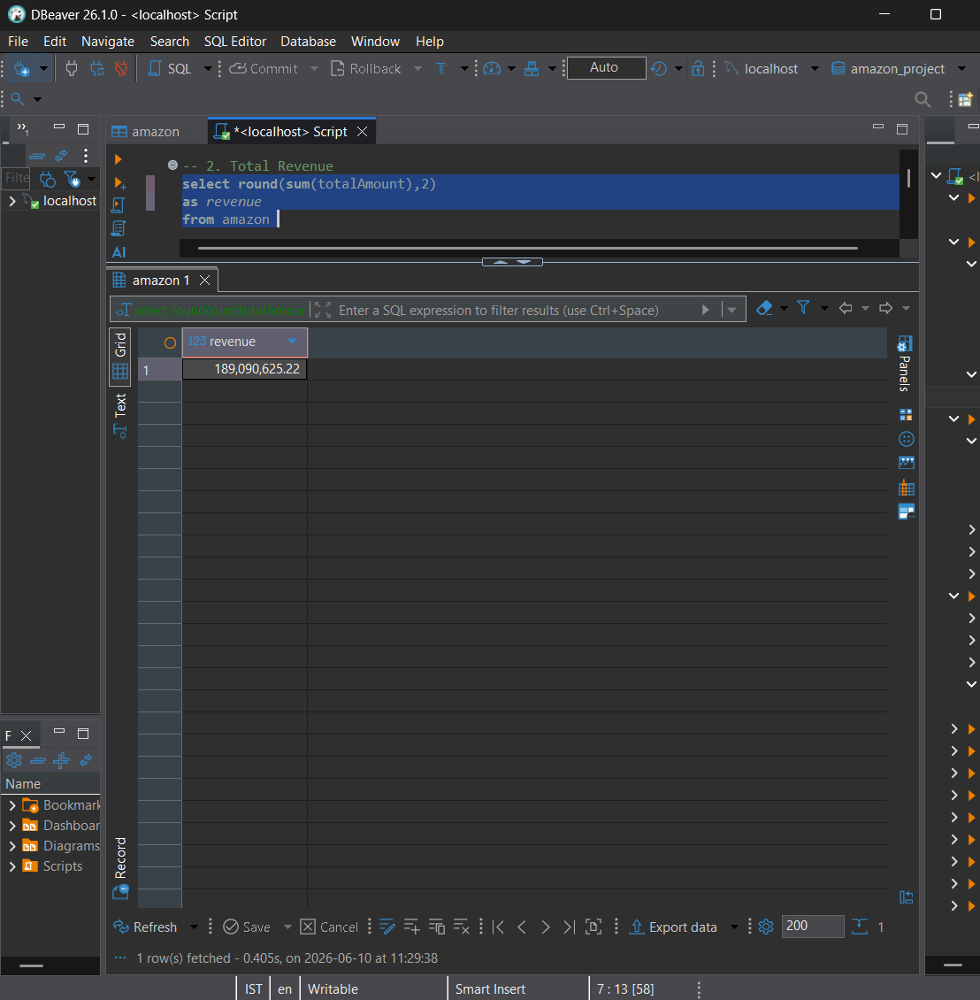 DBeaver 26.1.0 - <localhost> Script
File Edit Navigate Search SQL Editor Database Window Help
SQL Commit Rollback T Auto localhost amazon_project
»1 amazon *<localhost> Script
Filte
localhost
-- 2. Total Revenue
select round(sum(totalAmount),2)
as revenue
from amazon
AI
amazon 1
select round(sum(totalAmour Enter a SQL expression to filter results (use Ctrl+Space)
Grid
123 revenue
1 189,090,625.22
Text
Panels
F
Name
Bookmark
Dashboar
Diagrams
Scripts
Record
Refresh Save Cancel Export data 200 1
1 row(s) fetched - 0.405s, on 2026-06-10 at 11:29:38
IST en Writable Smart Insert 7 : 13 [58]